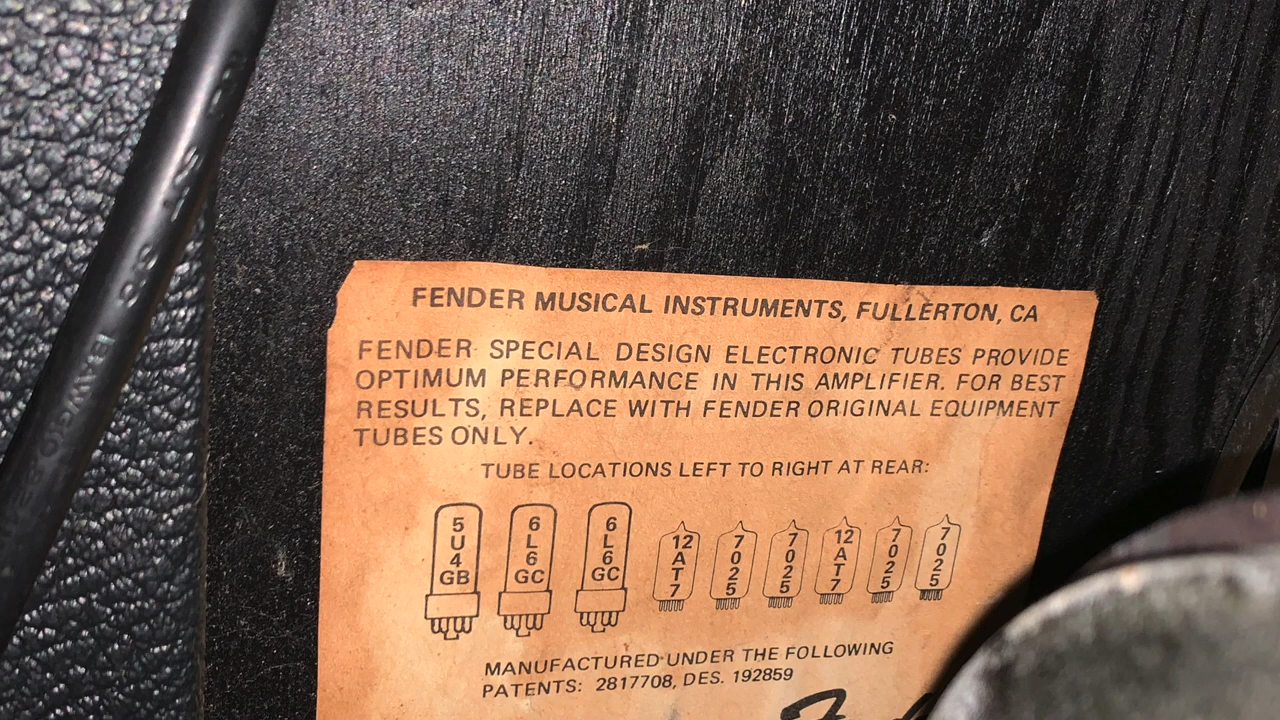 FENDER MUSICAL INSTRUMENTS, FULLERTON, CA
FENDER SPECIAL DESIGN ELECTRONIC TUBES PROVIDE
OPTIMUM PERFORMANCE IN THIS AMPLIFIER. FOR BEST
RESULTS, REPLACE WITH FENDER ORIGINAL EQUIPMENT
TUBES ONLY.
TUBE LOCATIONS LEFT TO RIGHT AT REAR:
5U4GB 6L6GC 6L6GC 12AT7 7025 7025 12AT7 7025 7025
MANUFACTURED UNDER THE FOLLOWING
PATENTS: 2817708, DES. 192859